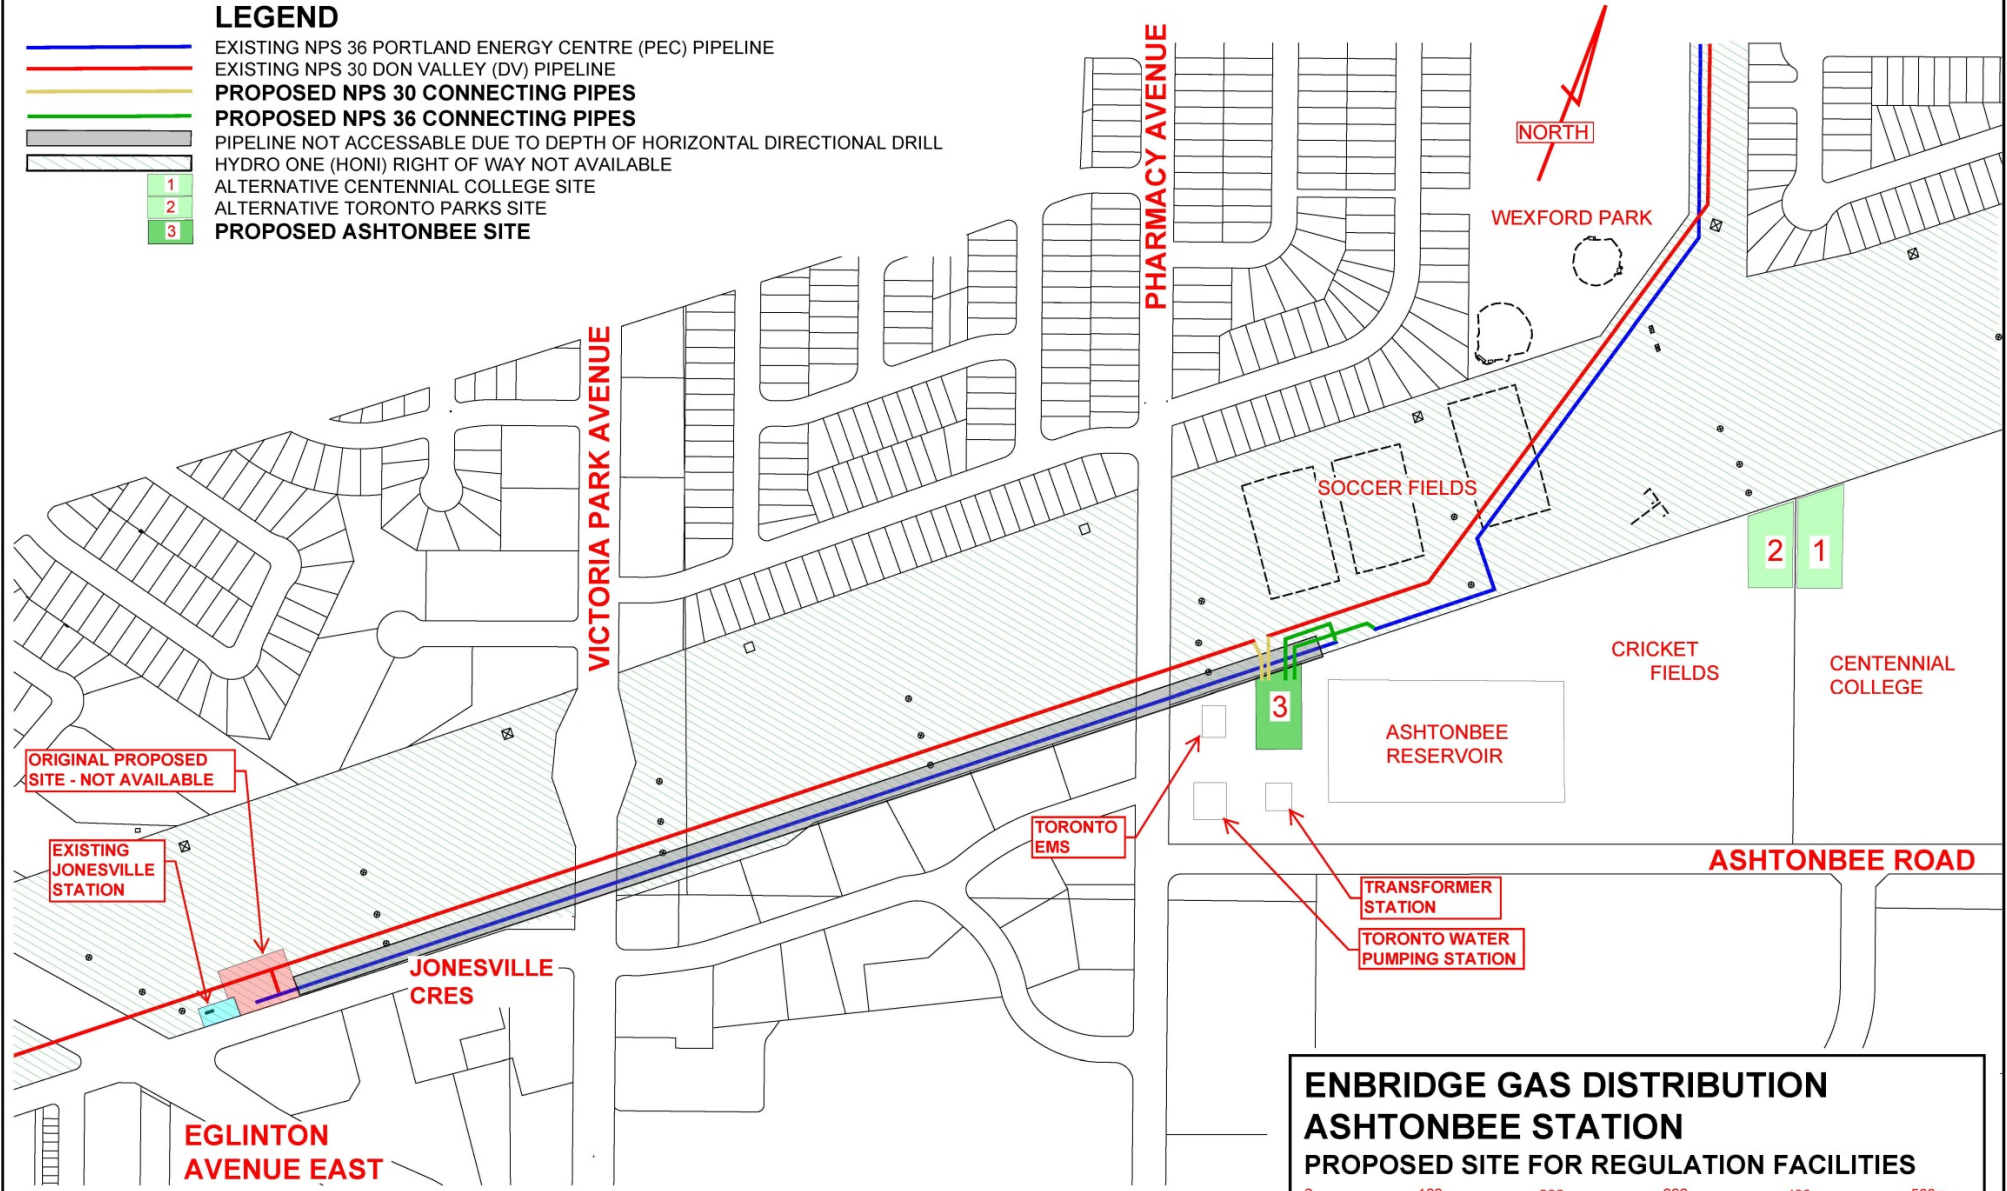 LEGEND
EXISTING NPS 36 PORTLAND ENERGY CENTRE (PEC) PIPELINE
EXISTING NPS 30 DON VALLEY (DV) PIPELINE
PROPOSED NPS 30 CONNECTING PIPES
PROPOSED NPS 36 CONNECTING PIPES
PIPELINE NOT ACCESSABLE DUE TO DEPTH OF HORIZONTAL DIRECTIONAL DRILL
HYDRO ONE (HONI) RIGHT OF WAY NOT AVAILABLE
1 ALTERNATIVE CENTENNIAL COLLEGE SITE
2 ALTERNATIVE TORONTO PARKS SITE
3 PROPOSED ASHTONBEE SITE
PHARMACY AVENUE
NORTH
WEXFORD PARK
VICTORIA PARK AVENUE
SOCCER FIELDS
2
1
CRICKET
FIELDS
CENTENNIAL
COLLEGE
3
ASHTONBEE
RESERVOIR
ORIGINAL PROPOSED
SITE - NOT AVAILABLE
EXISTING
JONESVILLE
STATION
TORONTO
EMS
ASHTONBEE ROAD
TRANSFORMER
STATION
TORONTO WATER
PUMPING STATION
JONESVILLE
CRES
EGLINTON
AVENUE EAST
ENBRIDGE GAS DISTRIBUTION
ASHTONBEE STATION
PROPOSED SITE FOR REGULATION FACILITIES